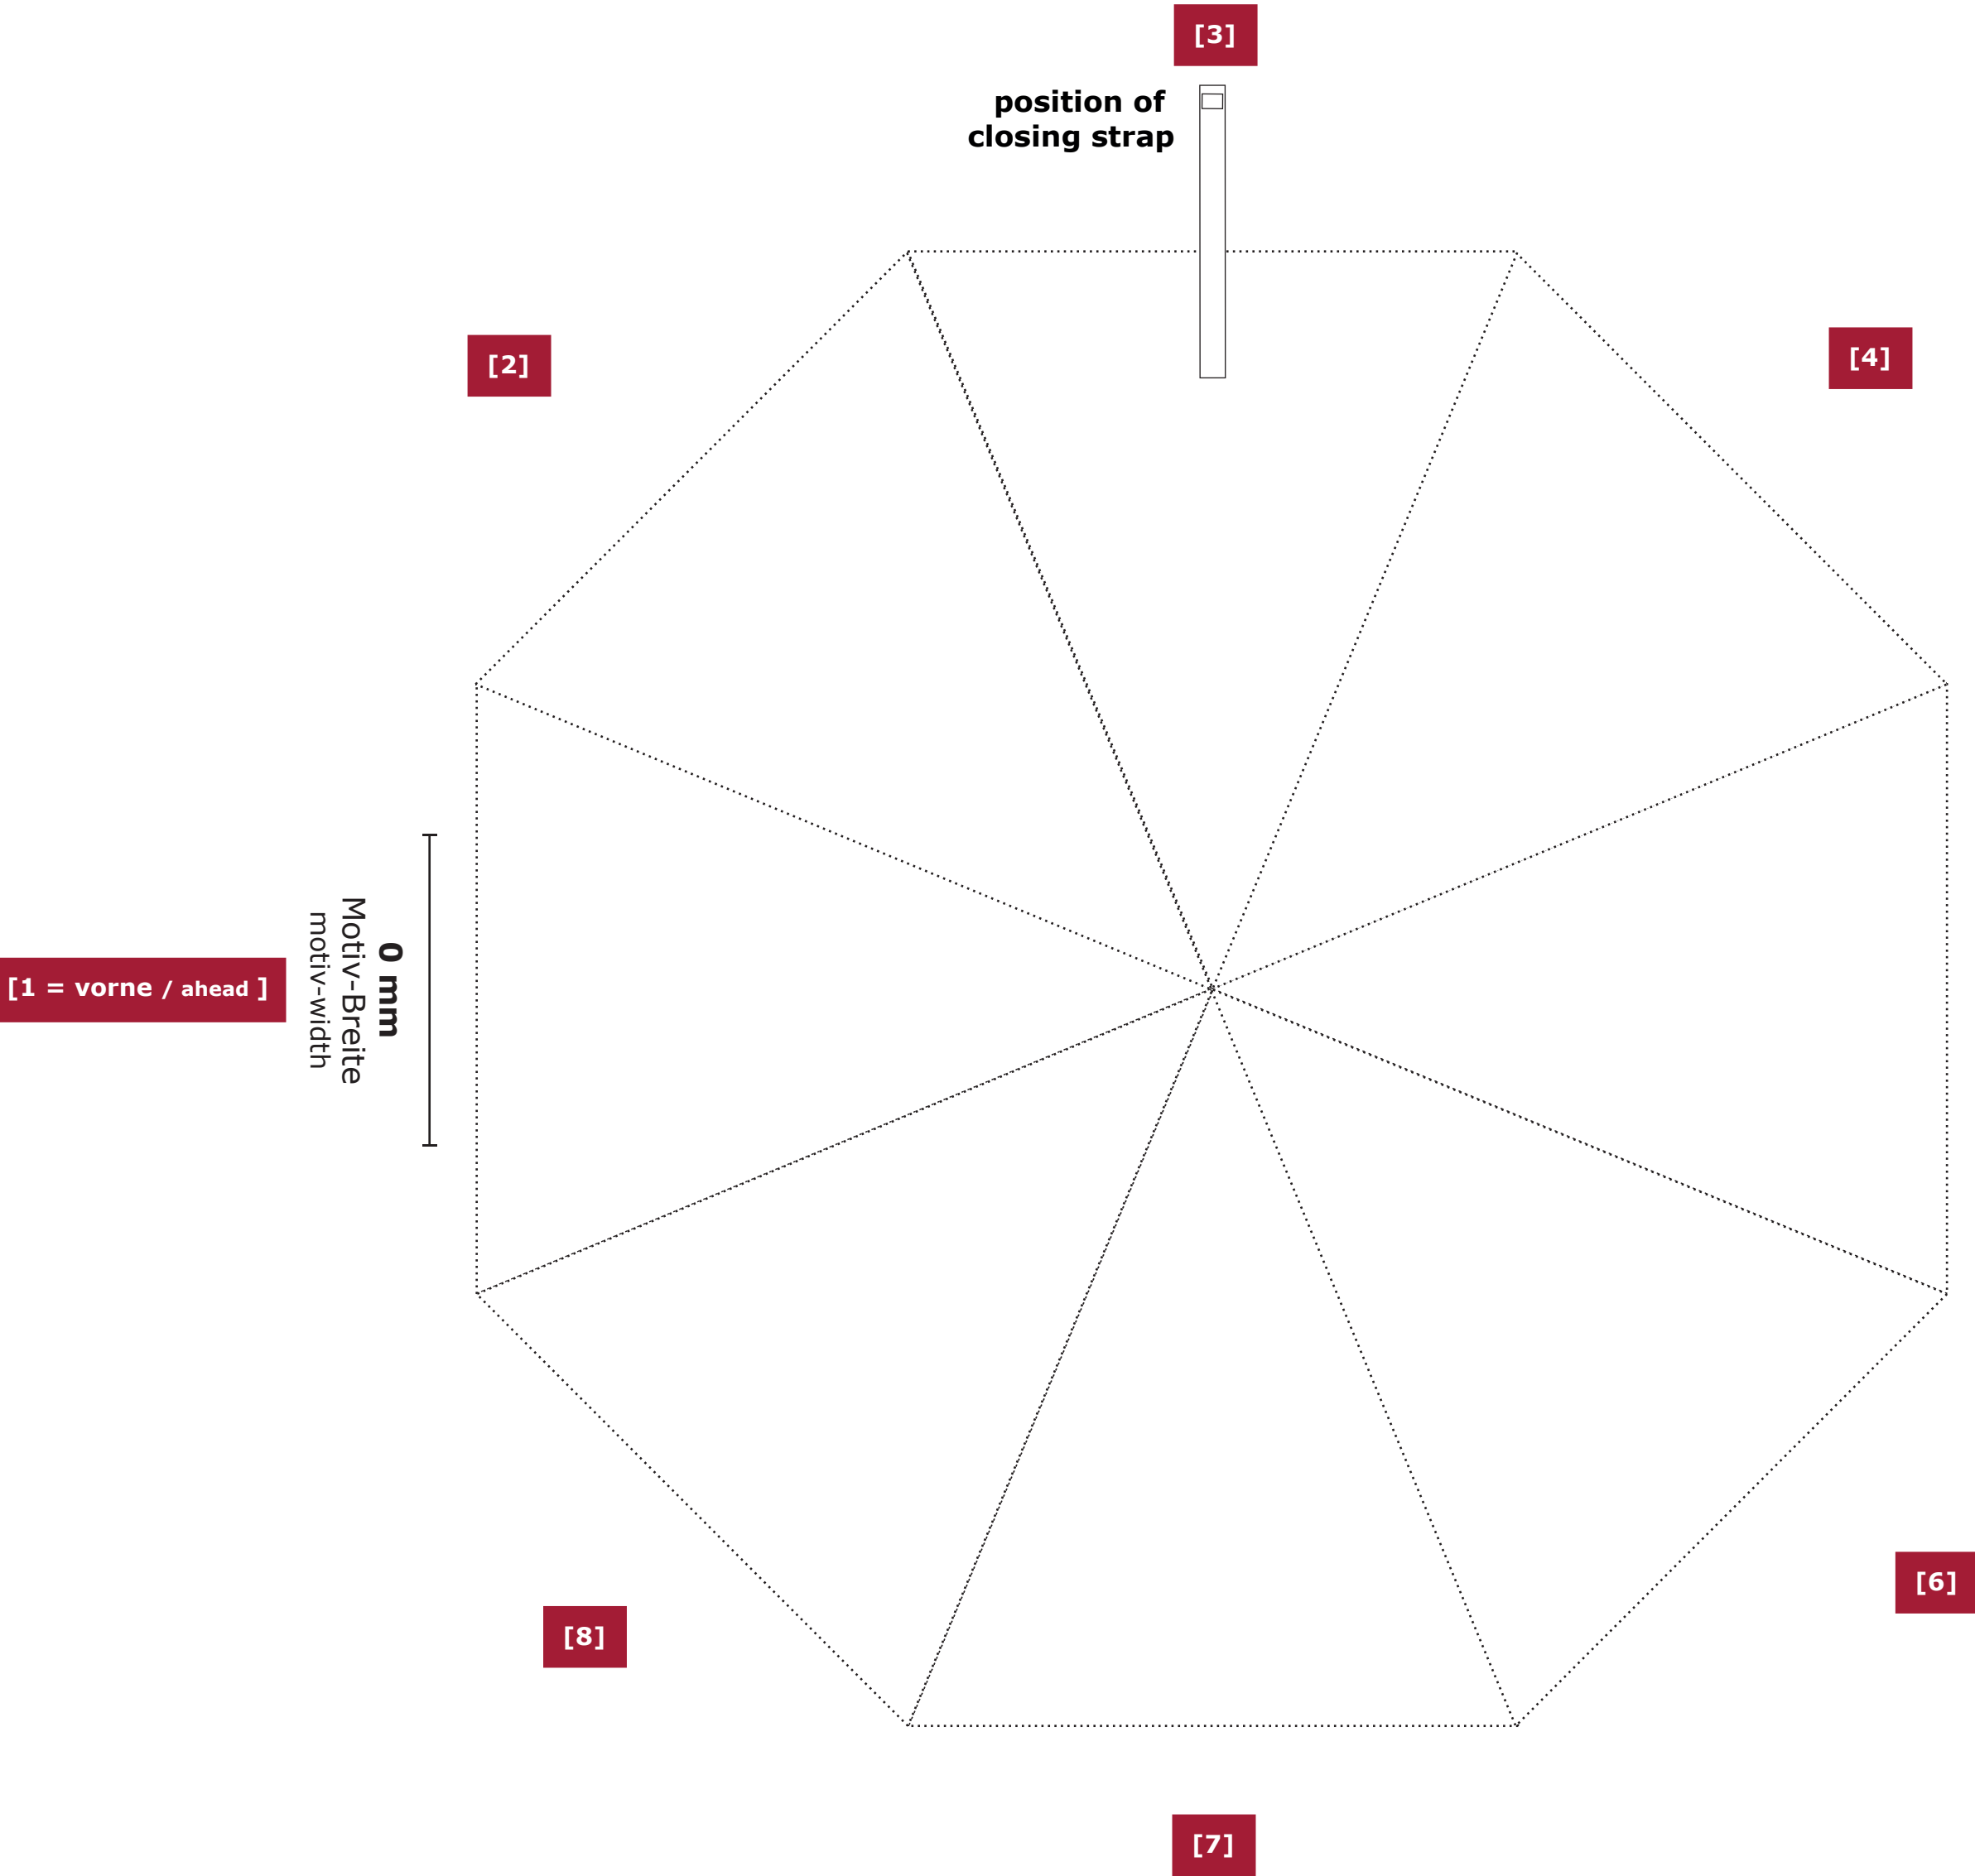 [3]
position of
closing strap
[2]
[4]
0 mm
Motiv-Breite
motiv-width
[1 = vorne / ahead ]
[6]
[8]
[7]